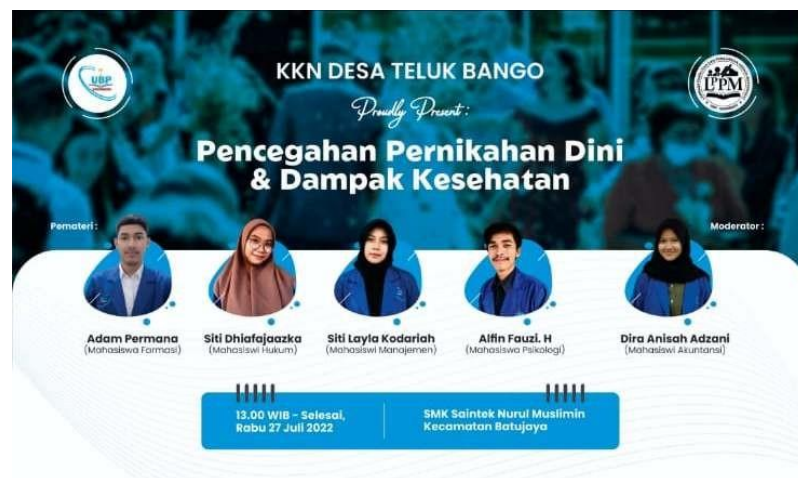 UBP
LPPM
KKN DESA TELUK BANGO
Proudly Present :
Pencegahan Pernikahan Dini
& Dampak Kesehatan
Pemateri :
Moderator :
Adam Permana
(Mahasiswa Farmasi)
Siti Dhiafajaazka
(Mahasiswi Hukum)
Siti Layla Kodariah
(Mahasiswi Manajemen)
Alfin Fauzi. H
(Mahasiswa Psikologi)
Dira Anisah Adzani
(Mahasiswi Akuntansi)
13.00 WIB - Selesai,
Rabu 27 Juli 2022
SMK Saintek Nurul Muslimin
Kecamatan Batujaya